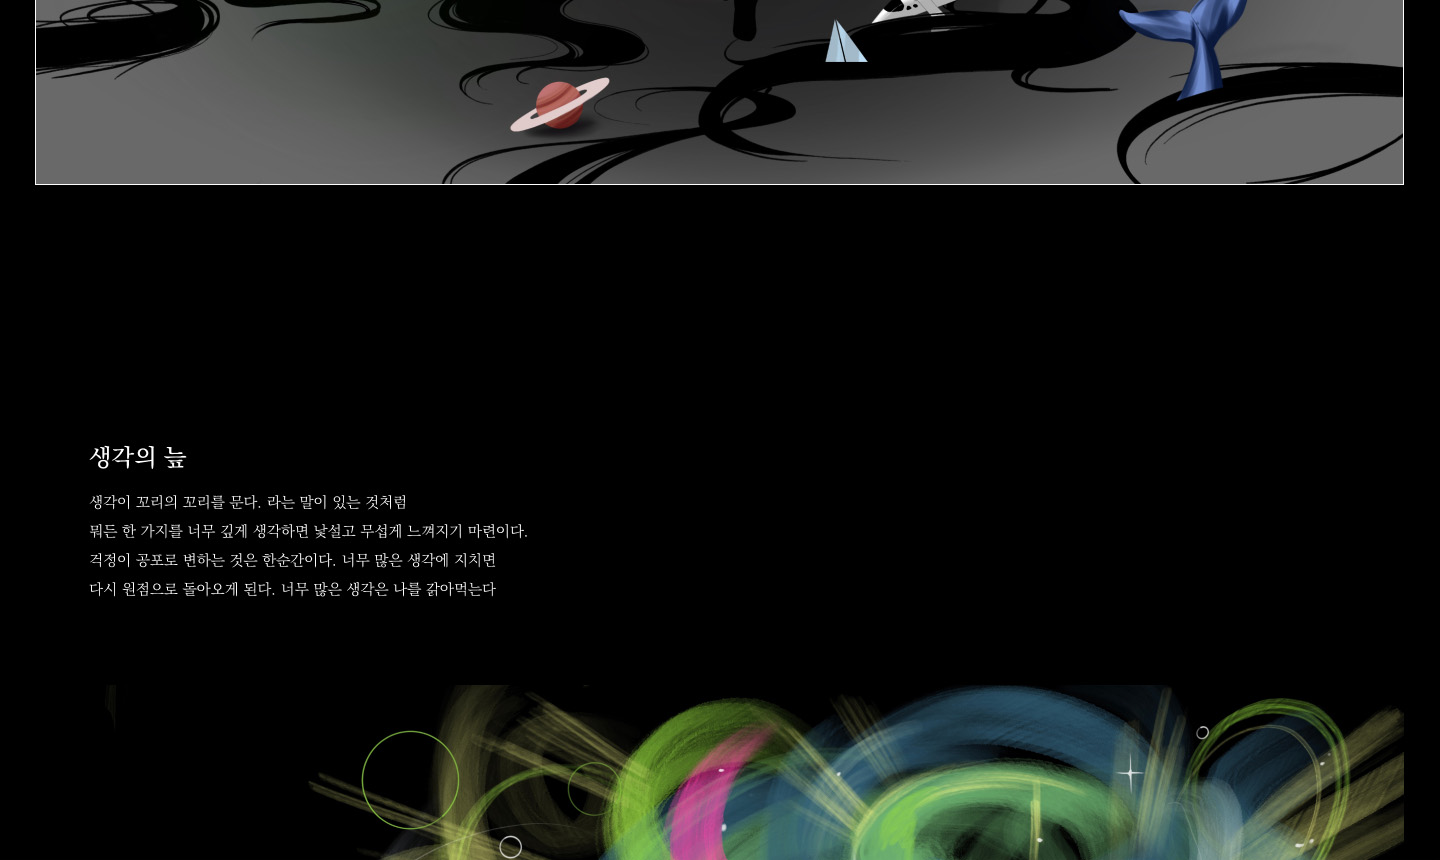 생각의 늪
생각이 꼬리의 꼬리를 문다. 라는 말이 있는 것처럼
뭐든 한 가지를 너무 깊게 생각하면 낯설고 무섭게 느껴지기 마련이다.
걱정이 공포로 변하는 것은 한순간이다. 너무 많은 생각에 지치면
다시 원점으로 돌아오게 된다. 너무 많은 생각은 나를 갉아먹는다